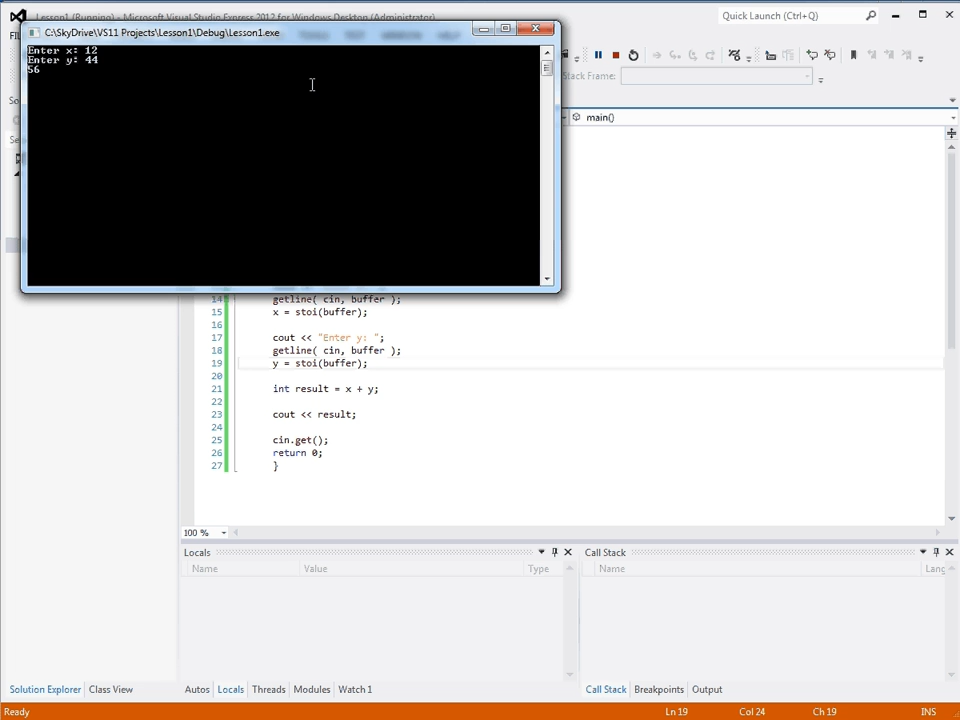 Lesson1 (Running) - Microsoft Visual Studio Express 2012 for Windows Desktop (Administrator)
Quick Launch (Ctrl+Q)
C:\SkyDrive\VS11 Projects\Lesson1\Debug\Lesson1.exe
Enter x: 12
Enter y: 44
56
Stack Frame:
main()
14 getline( cin, buffer );
15 x = stoi(buffer);
16
17 cout << "Enter y: ";
18 getline( cin, buffer );
19 y = stoi(buffer);
20
21 int result = x + y;
22
23 cout << result;
24
25 cin.get();
26 return 0;
27 }
100 %
Locals
Name Value Type
Call Stack
Name Lang
Solution Explorer Class View
Autos Locals Threads Modules Watch 1
Call Stack Breakpoints Output
Ready Ln 19 Col 24 Ch 19 INS